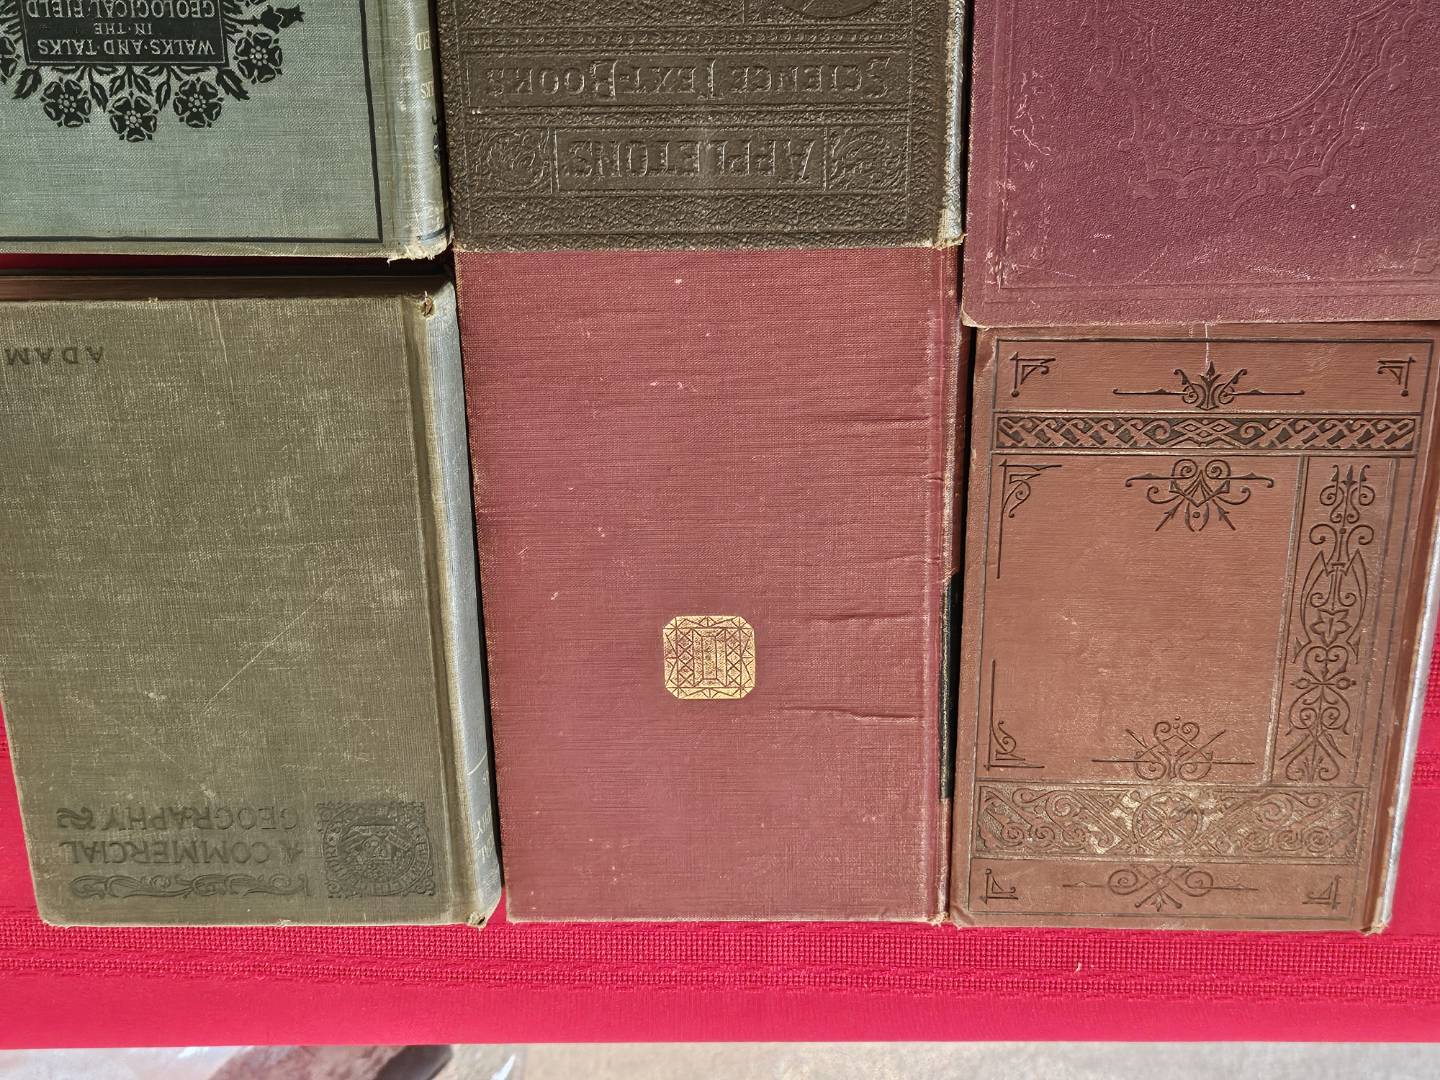 WALKS·AND·TALKS
IN·THE
GEOLOGICAL·FIELD
APPLETONS'
SCIENCE TEXT-BOOKS
A COMMERCIAL
GEOGRAPHY
ADAM